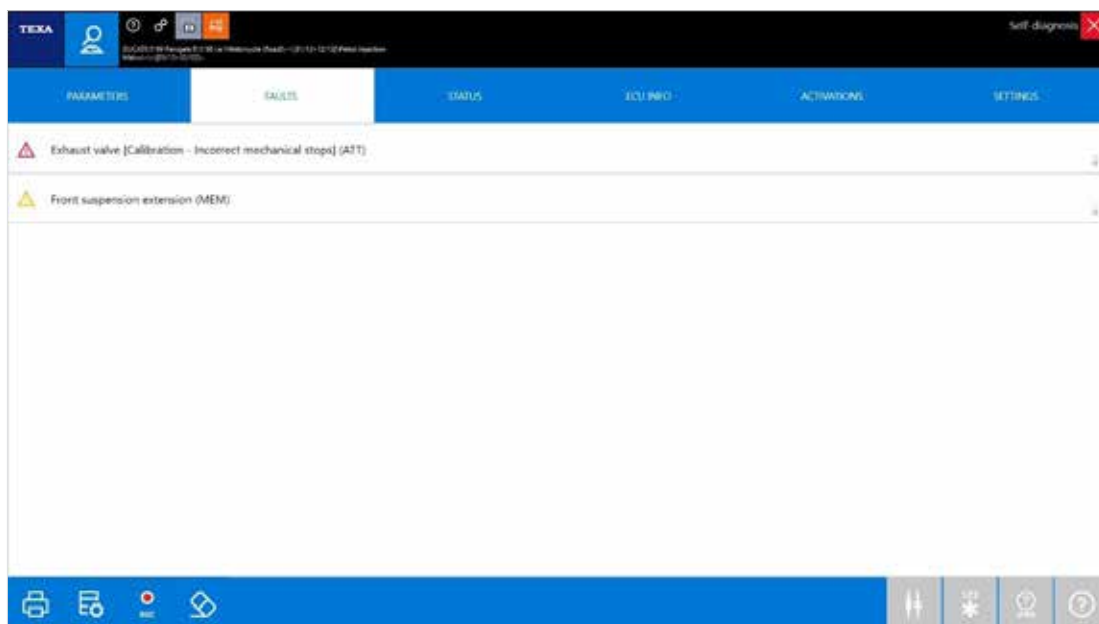 TEXA
Self-diagnosis
PARAMETERS
FAULTS
STATUS
ECU INFO
ACTIVATIONS
SETTINGS
Exhaust valve [Calibration - Incorrect mechanical stops] (ATT)
Front suspension extension (MEM)
REC